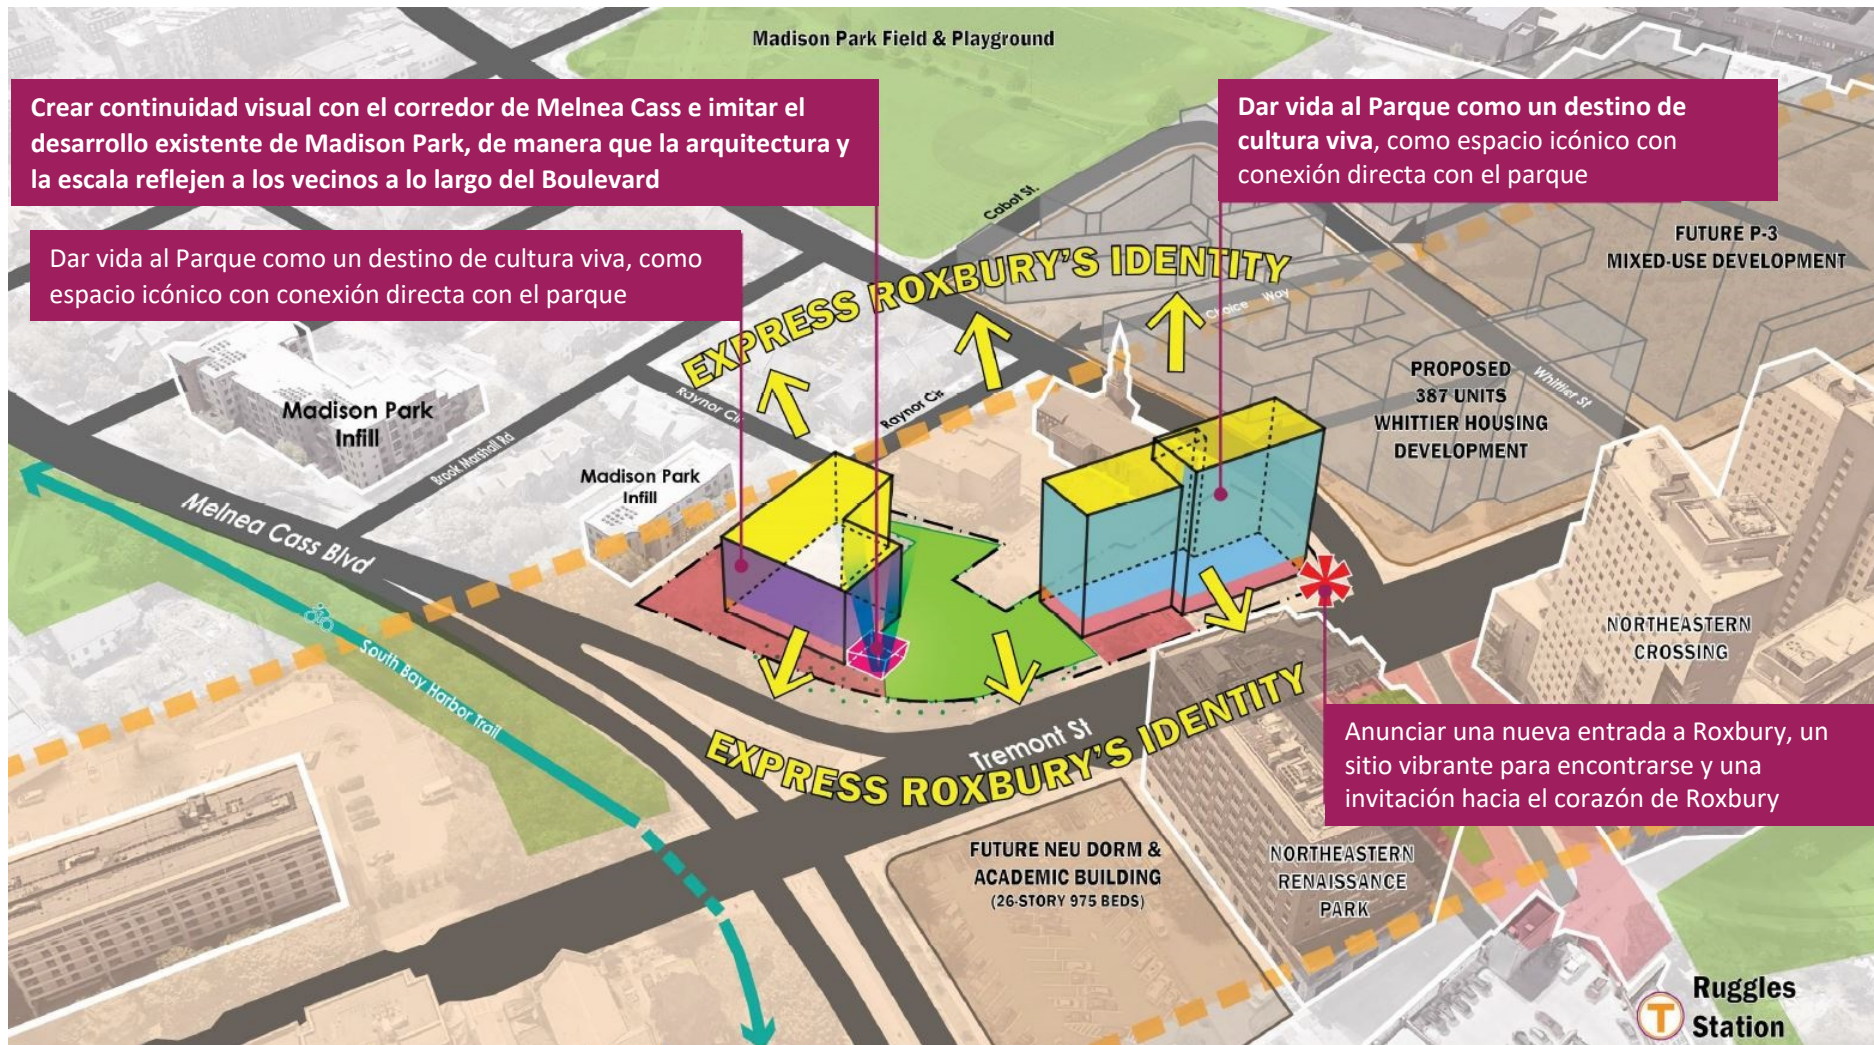 Madison Park Field & Playground
Crear continuidad visual con el corredor de Melnea Cass e imitar el
desarrollo existente de Madison Park, de manera que la arquitectura y
la escala reflejen a los vecinos a lo largo del Boulevard
Dar vida al Parque como un destino de
cultura viva, como espacio icónico con
conexión directa con el parque
Dar vida al Parque como un destino de cultura viva, como
espacio icónico con conexión directa con el parque
Cabot St.
FUTURE P-3
MIXED-USE DEVELOPMENT
EXPRESS ROXBURY'S IDENTITY
Choice Way
Whittier St
PROPOSED
387 UNITS
WHITTIER HOUSING
DEVELOPMENT
Raynor Cir
Raynor Cir
Madison Park
Infill
Brook Marshall Rd
Madison Park
Infill
Melnea Cass Blvd
South Bay Harbor Trail
NORTHEASTERN
CROSSING
Tremont St
EXPRESS ROXBURY'S IDENTITY
Anunciar una nueva entrada a Roxbury, un
sitio vibrante para encontrarse y una
invitación hacia el corazón de Roxbury
FUTURE NEU DORM &
ACADEMIC BUILDING
(26-STORY 975 BEDS)
NORTHEASTERN
RENAISSANCE
PARK
T
Ruggles
Station